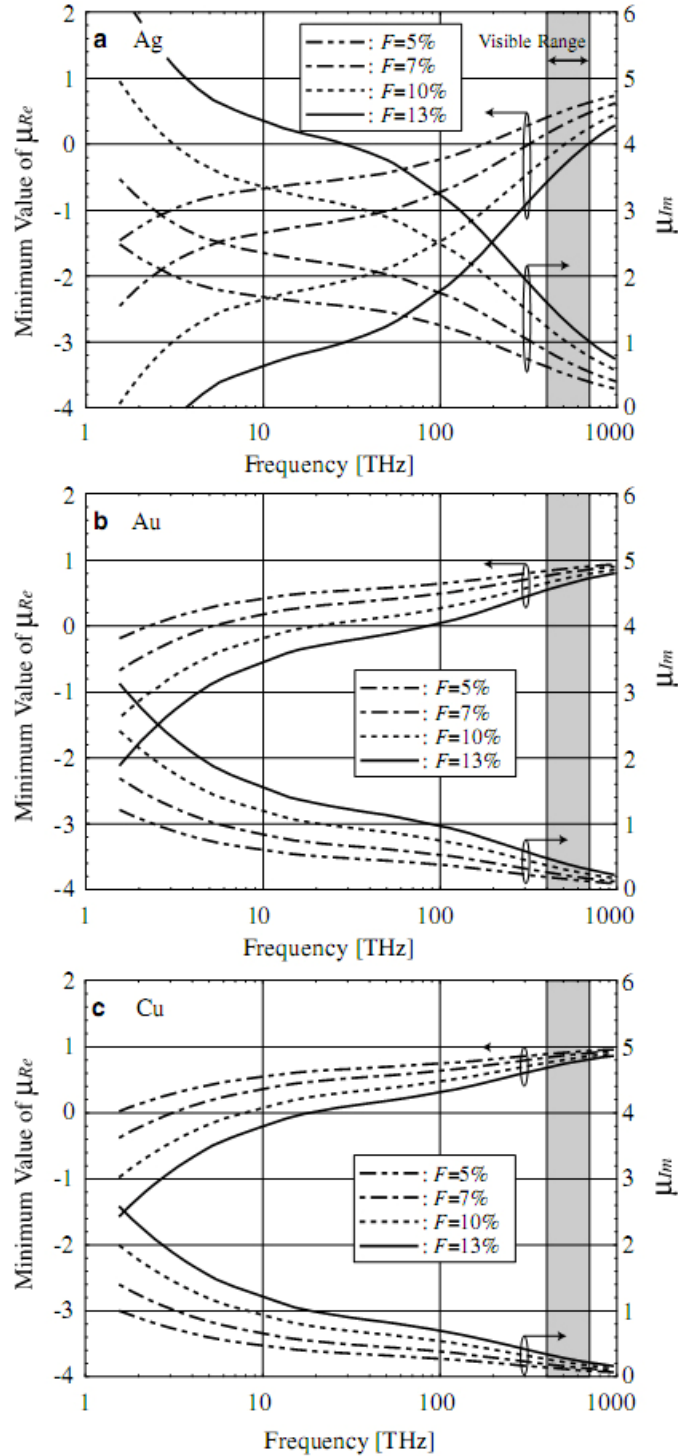 a Ag
: F=5%
: F=7%
: F=10%
: F=13%
Visible Range
2
1
0
-1
-2
-3
-4
Minimum Value of μRe
6
5
4
3
2
1
0
μIm
1
10
100
1000
Frequency [THz]
b Au
2
1
0
-1
-2
-3
-4
Minimum Value of μRe
: F=5%
: F=7%
: F=10%
: F=13%
6
5
4
3
2
1
0
μIm
1
10
100
1000
Frequency [THz]
c Cu
2
1
0
-1
-2
-3
-4
Minimum Value of μRe
: F=5%
: F=7%
: F=10%
: F=13%
6
5
4
3
2
1
0
μIm
1
10
100
1000
Frequency [THz]